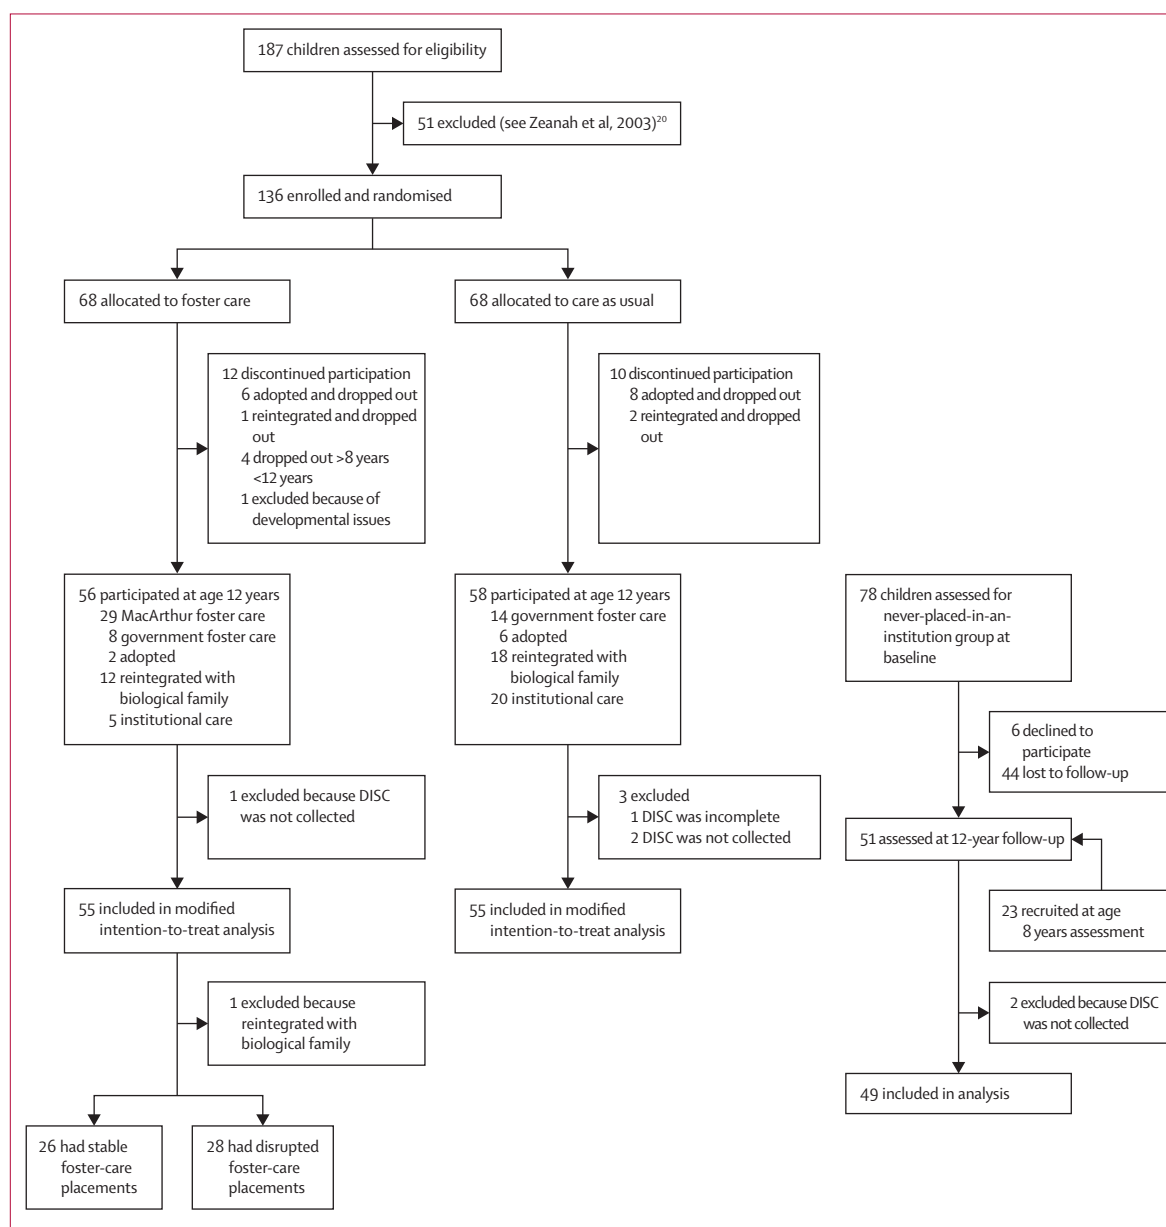 187 children assessed for eligibility
51 excluded (see Zeanah et al, 2003)20
136 enrolled and randomised
68 allocated to foster care
68 allocated to care as usual
12 discontinued participation
6 adopted and dropped out
1 reintegrated and dropped
out
4 dropped out >8 years
<12 years
1 excluded because of
developmental issues
10 discontinued participation
8 adopted and dropped out
2 reintegrated and dropped
out
56 participated at age 12 years
29 MacArthur foster care
8 government foster care
2 adopted
12 reintegrated with
biological family
5 institutional care
58 participated at age 12 years
14 government foster care
6 adopted
18 reintegrated with
biological family
20 institutional care
78 children assessed for
never-placed-in-an-
institution group at
baseline
6 declined to
participate
44 lost to follow-up
1 excluded because DISC
was not collected
3 excluded
1 DISC was incomplete
2 DISC was not collected
51 assessed at 12-year follow-up
55 included in modified
intention-to-treat analysis
55 included in modified
intention-to-treat analysis
23 recruited at age
8 years assessment
1 excluded because
reintegrated with
biological family
2 excluded because DISC
was not collected
49 included in analysis
26 had stable
foster-care
placements
28 had disrupted
foster-care
placements